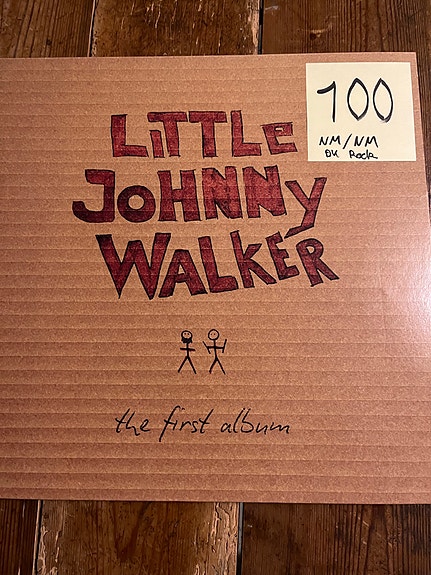 LiTTLe
JoHNNy
WALKER
100
NM/NM
DK Rock
the first album